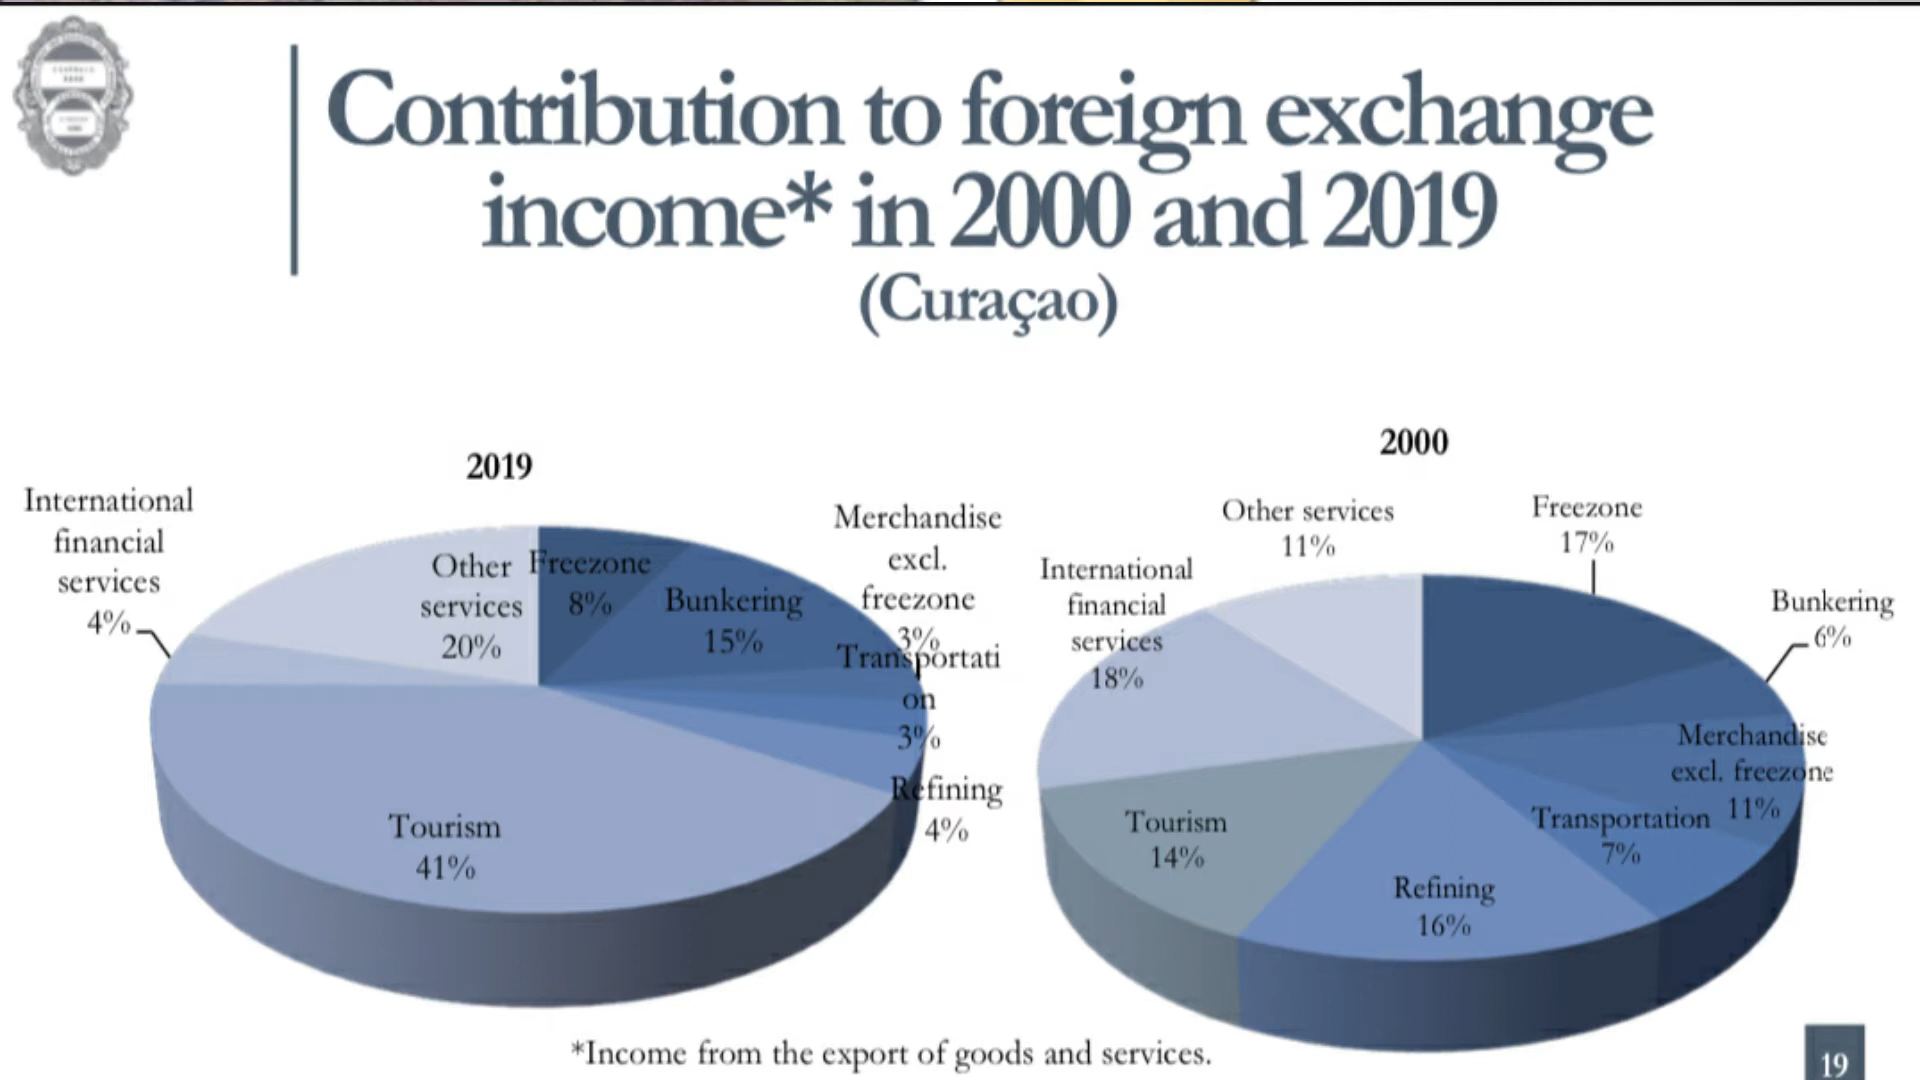 Contribution to foreign exchange
income* in 2000 and 2019
(Curaçao)
2019
International
financial
services
4%
Other
services
20%
Freezone
8%
Bunkering
15%
Merchandise
excl.
freezone
3%
Transportati
on
3%
Refining
4%
Tourism
41%
2000
Other services
11%
Freezone
17%
International
financial
services
18%
Bunkering
6%
Merchandise
excl. freezone
11%
Transportation
7%
Refining
16%
Tourism
14%
*Income from the export of goods and services.
19